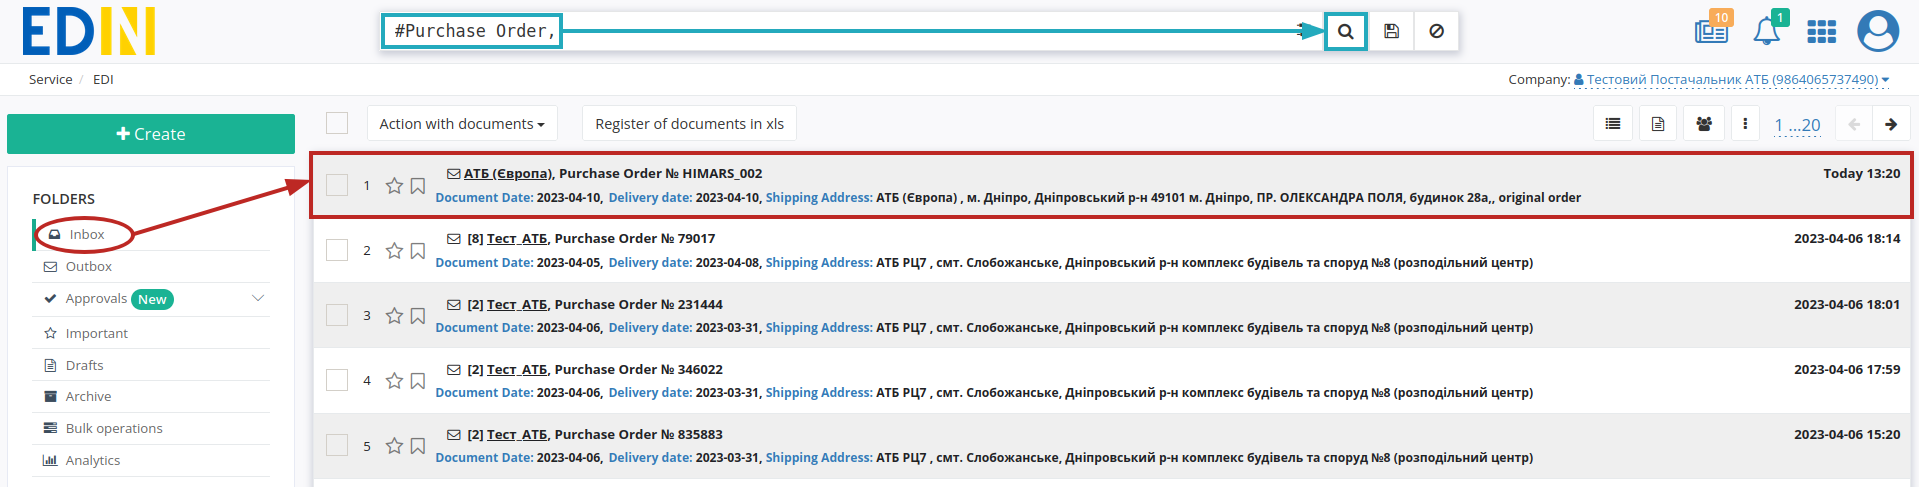 EDIN
#Purchase Order,
10
1
Service / EDI
Company: Тестовий Постачальник АТБ (9864065737490)
Create
Action with documents
Register of documents in xls
1 ...20
FOLDERS
Inbox
Outbox
Approvals New
Important
Drafts
Archive
Bulk operations
Analytics
1 АТБ (Європа), Purchase Order № HIMARS_002 Today 13:20
Document Date: 2023-04-10, Delivery date: 2023-04-10, Shipping Address: АТБ (Європа) , м. Дніпро, Дніпровський р-н 49101 м. Дніпро, ПР. ОЛЕКСАНДРА ПОЛЯ, будинок 28а,, original order
2 [8] Тест_АТБ, Purchase Order № 79017 2023-04-06 18:14
Document Date: 2023-04-05, Delivery date: 2023-04-08, Shipping Address: АТБ РЦ7 , смт. Слобожанське, Дніпровський р-н комплекс будівель та споруд №8 (розподільний центр)
3 [2] Тест_АТБ, Purchase Order № 231444 2023-04-06 18:01
Document Date: 2023-04-06, Delivery date: 2023-03-31, Shipping Address: АТБ РЦ7 , смт. Слобожанське, Дніпровський р-н комплекс будівель та споруд №8 (розподільний центр)
4 [2] Тест_АТБ, Purchase Order № 346022 2023-04-06 17:59
Document Date: 2023-04-06, Delivery date: 2023-03-31, Shipping Address: АТБ РЦ7 , смт. Слобожанське, Дніпровський р-н комплекс будівель та споруд №8 (розподільний центр)
5 [2] Тест_АТБ, Purchase Order № 835883 2023-04-06 15:20
Document Date: 2023-04-06, Delivery date: 2023-03-31, Shipping Address: АТБ РЦ7 , смт. Слобожанське, Дніпровський р-н комплекс будівель та споруд №8 (розподільний центр)